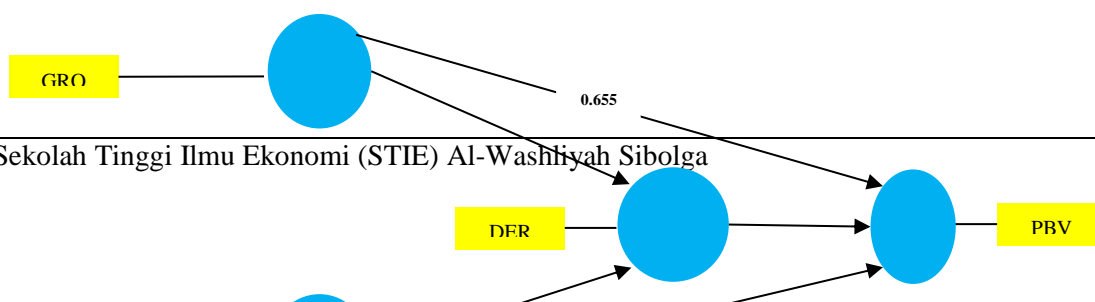 GRO
0.655
Sekolah Tinggi Ilmu Ekonomi (STIE) Al-Washliyah Sibolga
DER
PBV